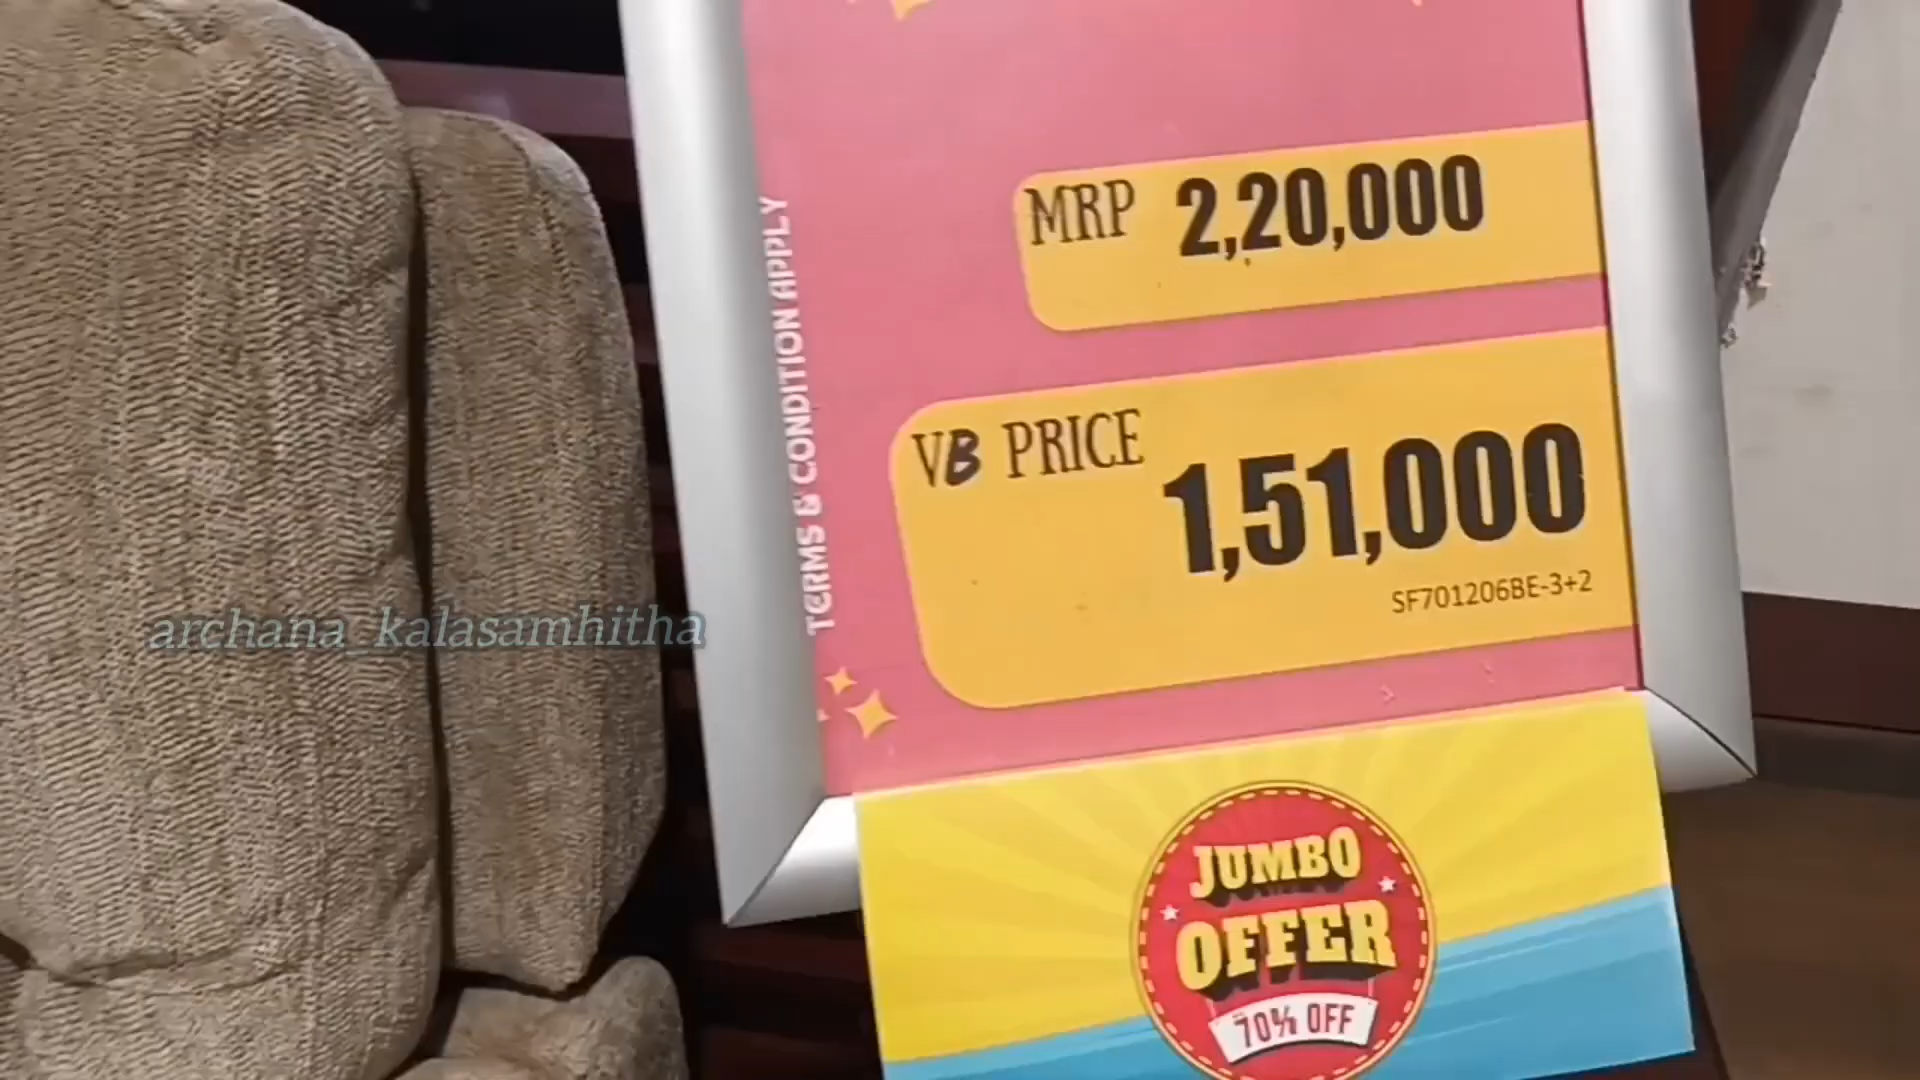 MRP 2,20,000
TERMS & CONDITION APPLY
VB PRICE 1,51,000
SF701206BE-3+2
archana_kalasamhitha
JUMBO
OFFER
70% OFF